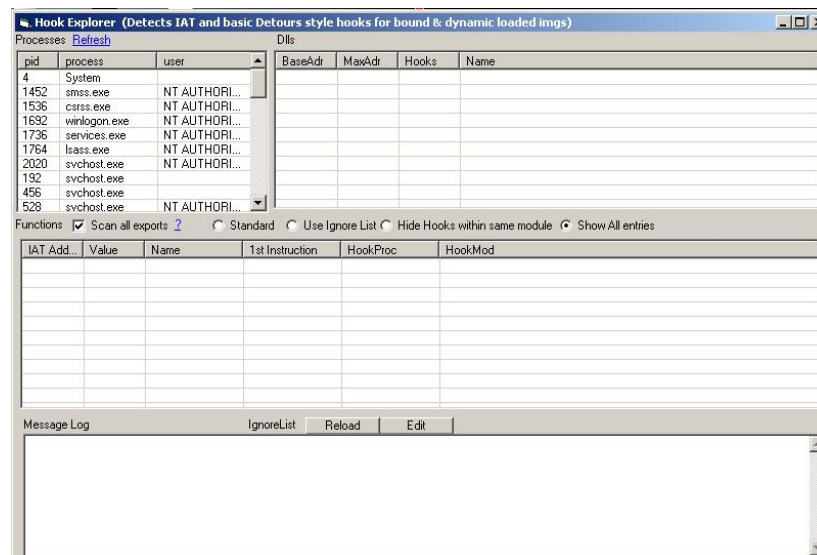 Hook Explorer (Detects IAT and basic Detours style hooks for bound & dynamic loaded imgs)
Processes Refresh
Dlls
pid process user
4 System
1452 smss.exe NT AUTHORI...
1536 csrss.exe NT AUTHORI...
1692 winlogon.exe NT AUTHORI...
1736 services.exe NT AUTHORI...
1764 lsass.exe NT AUTHORI...
2020 svchost.exe NT AUTHORI...
192 svchost.exe
456 svchost.exe
528 svchost.exe NT AUTHORI...
BaseAdr MaxAdr Hooks Name
Functions Scan all exports ? Standard Use Ignore List Hide Hooks within same module Show All entries
IAT Add... Value Name 1st Instruction HookProc HookMod
Message Log IgnoreList Reload Edit